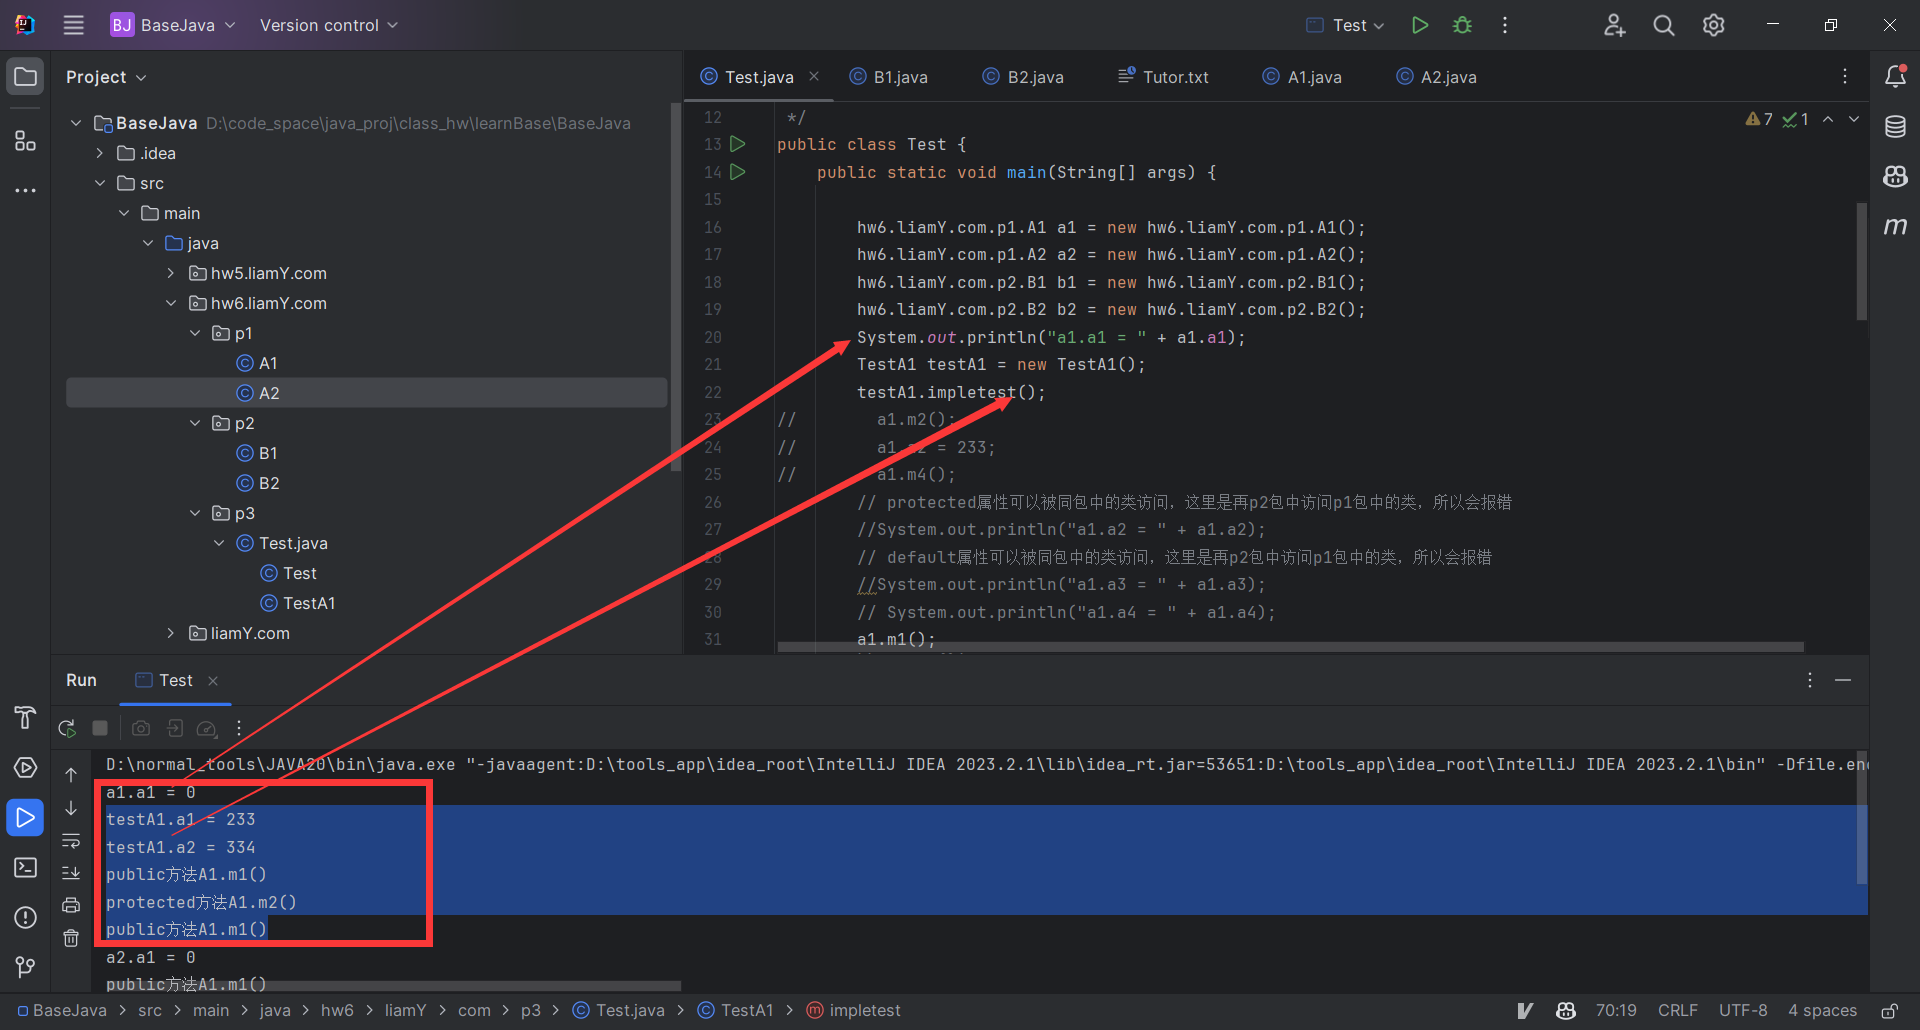 BJ BaseJava Version control Test
Project
BaseJava D:\code_space\java_proj\class_hw\learnBase\BaseJava
.idea
src
main
java
hw5.liamY.com
hw6.liamY.com
p1
A1
A2
p2
B1
B2
p3
Test.java
Test
TestA1
liamY.com
Test.java B1.java B2.java Tutor.txt A1.java A2.java
7 1
12 */
13 public class Test {
14 public static void main(String[] args) {
15
16 hw6.liamY.com.p1.A1 a1 = new hw6.liamY.com.p1.A1();
17 hw6.liamY.com.p1.A2 a2 = new hw6.liamY.com.p1.A2();
18 hw6.liamY.com.p2.B1 b1 = new hw6.liamY.com.p2.B1();
19 hw6.liamY.com.p2.B2 b2 = new hw6.liamY.com.p2.B2();
20 System.out.println("a1.a1 = " + a1.a1);
21 TestA1 testA1 = new TestA1();
22 testA1.impletest();
23 // a1.m2();
24 // a1.a2 = 233;
25 // a1.m4();
26 // protected属性可以被同包中的类访问，这里是再p2包中访问p1包中的类，所以会报错
27 //System.out.println("a1.a2 = " + a1.a2);
28 // default属性可以被同包中的类访问，这里是再p2包中访问p1包中的类，所以会报错
29 //System.out.println("a1.a3 = " + a1.a3);
30 // System.out.println("a1.a4 = " + a1.a4);
31 a1.m1();
Run Test
D:\normal_tools\JAVA20\bin\java.exe "-javaagent:D:\tools_app\idea_root\IntelliJ IDEA 2023.2.1\lib\idea_rt.jar=53651:D:\tools_app\idea_root\IntelliJ IDEA 2023.2.1\bin" -Dfile.enc
a1.a1 = 0
testA1.a1 = 233
testA1.a2 = 334
public方法A1.m1()
protected方法A1.m2()
public方法A1.m1()
a2.a1 = 0
public方法A1.m1()
BaseJava > src > main > java > hw6 > liamY > com > p3 > Test.java > TestA1 > m impletest 70:19 CRLF UTF-8 4 spaces